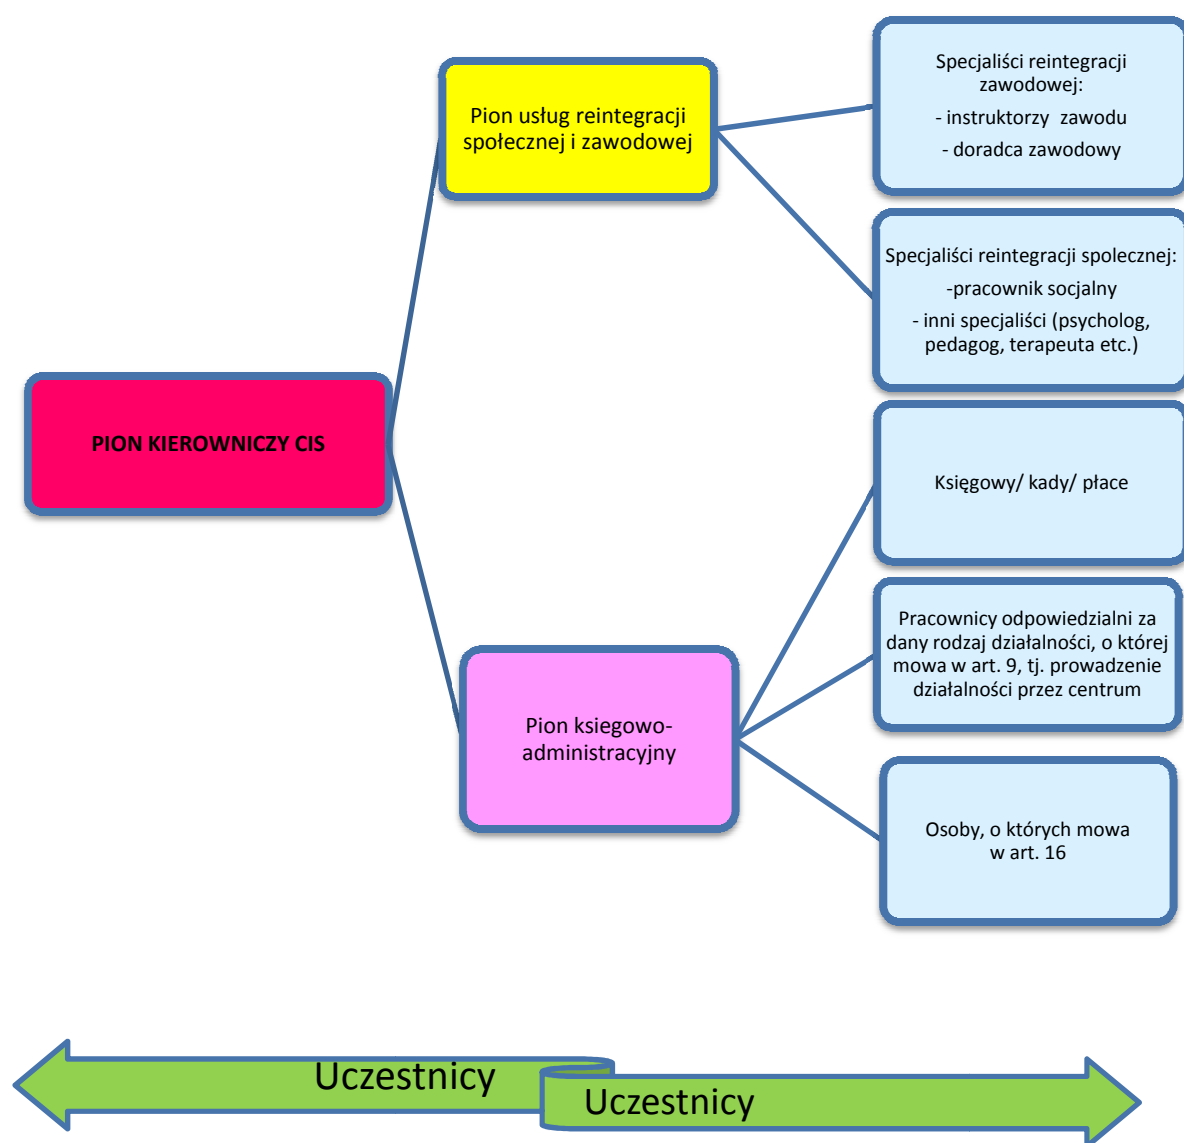 Pion usług reintegracji
społecznej i zawodowej
Specjaliści reintegracji
zawodowej:
- instruktorzy zawodu
- doradca zawodowy
Specjaliści reintegracji spolecznej:
-pracownik socjalny
- inni specjaliści (psycholog,
pedagog, terapeuta etc.)
PION KIEROWNICZY CIS
Księgowy/ kady/ płace
Pracownicy odpowiedzialni za
dany rodzaj działalności, o której
mowa w art. 9, tj. prowadzenie
działalności przez centrum
Pion ksiegowo-
administracyjny
Osoby, o których mowa
w art. 16
Uczestnicy
Uczestnicy